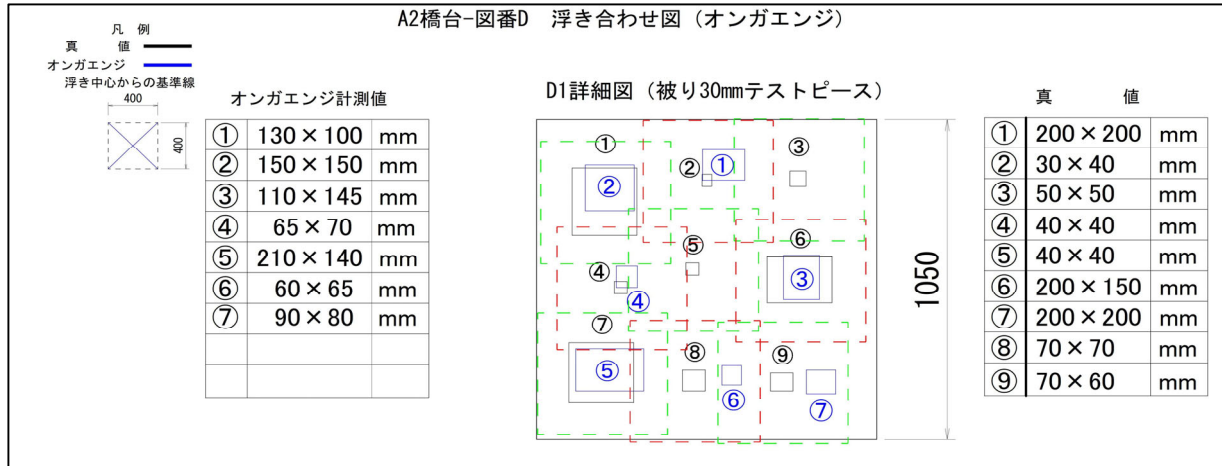 A2橋台-図番D 浮き合わせ図（オンガエンジ）
凡 例
真 値
オンガエンジ
浮き中心からの基準線
400
400
オンガエンジ計測値
① 130×100 mm
② 150×150 mm
③ 110×145 mm
④ 65×70 mm
⑤ 210×140 mm
⑥ 60×65 mm
⑦ 90×80 mm
D1詳細図（被り30mmテストピース）
① ② ① ③
②
⑤ ⑥
④ ③
④
⑦
⑧ ⑨
⑤ ⑥ ⑦
1050
真 値
① 200×200 mm
② 30×40 mm
③ 50×50 mm
④ 40×40 mm
⑤ 40×40 mm
⑥ 200×150 mm
⑦ 200×200 mm
⑧ 70×70 mm
⑨ 70×60 mm